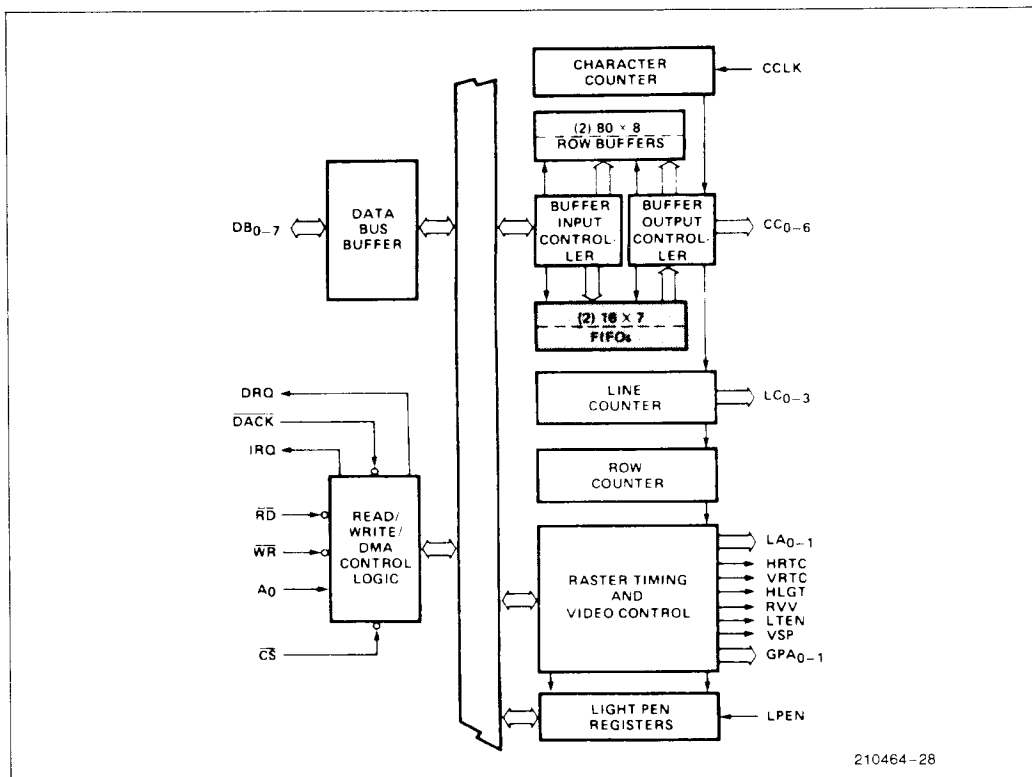 CHARACTER
COUNTER
CCLK
(2) 80 × 8
ROW BUFFERS
DB0–7
DATA
BUS
BUFFER
BUFFER
INPUT
CONTROL-
LER
BUFFER
OUTPUT
CONTROL-
LER
CC0–6
(2) 16 × 7
FIFOs
LINE
COUNTER
LC0–3
ROW
COUNTER
DRQ
DACK
IRQ
RD
WR
A0
CS
READ/
WRITE/
DMA
CONTROL
LOGIC
RASTER TIMING
AND
VIDEO CONTROL
LA0–1
HRTC
VRTC
HLGT
RVV
LTEN
VSP
GPA0–1
LIGHT PEN
REGISTERS
LPEN
210464–28